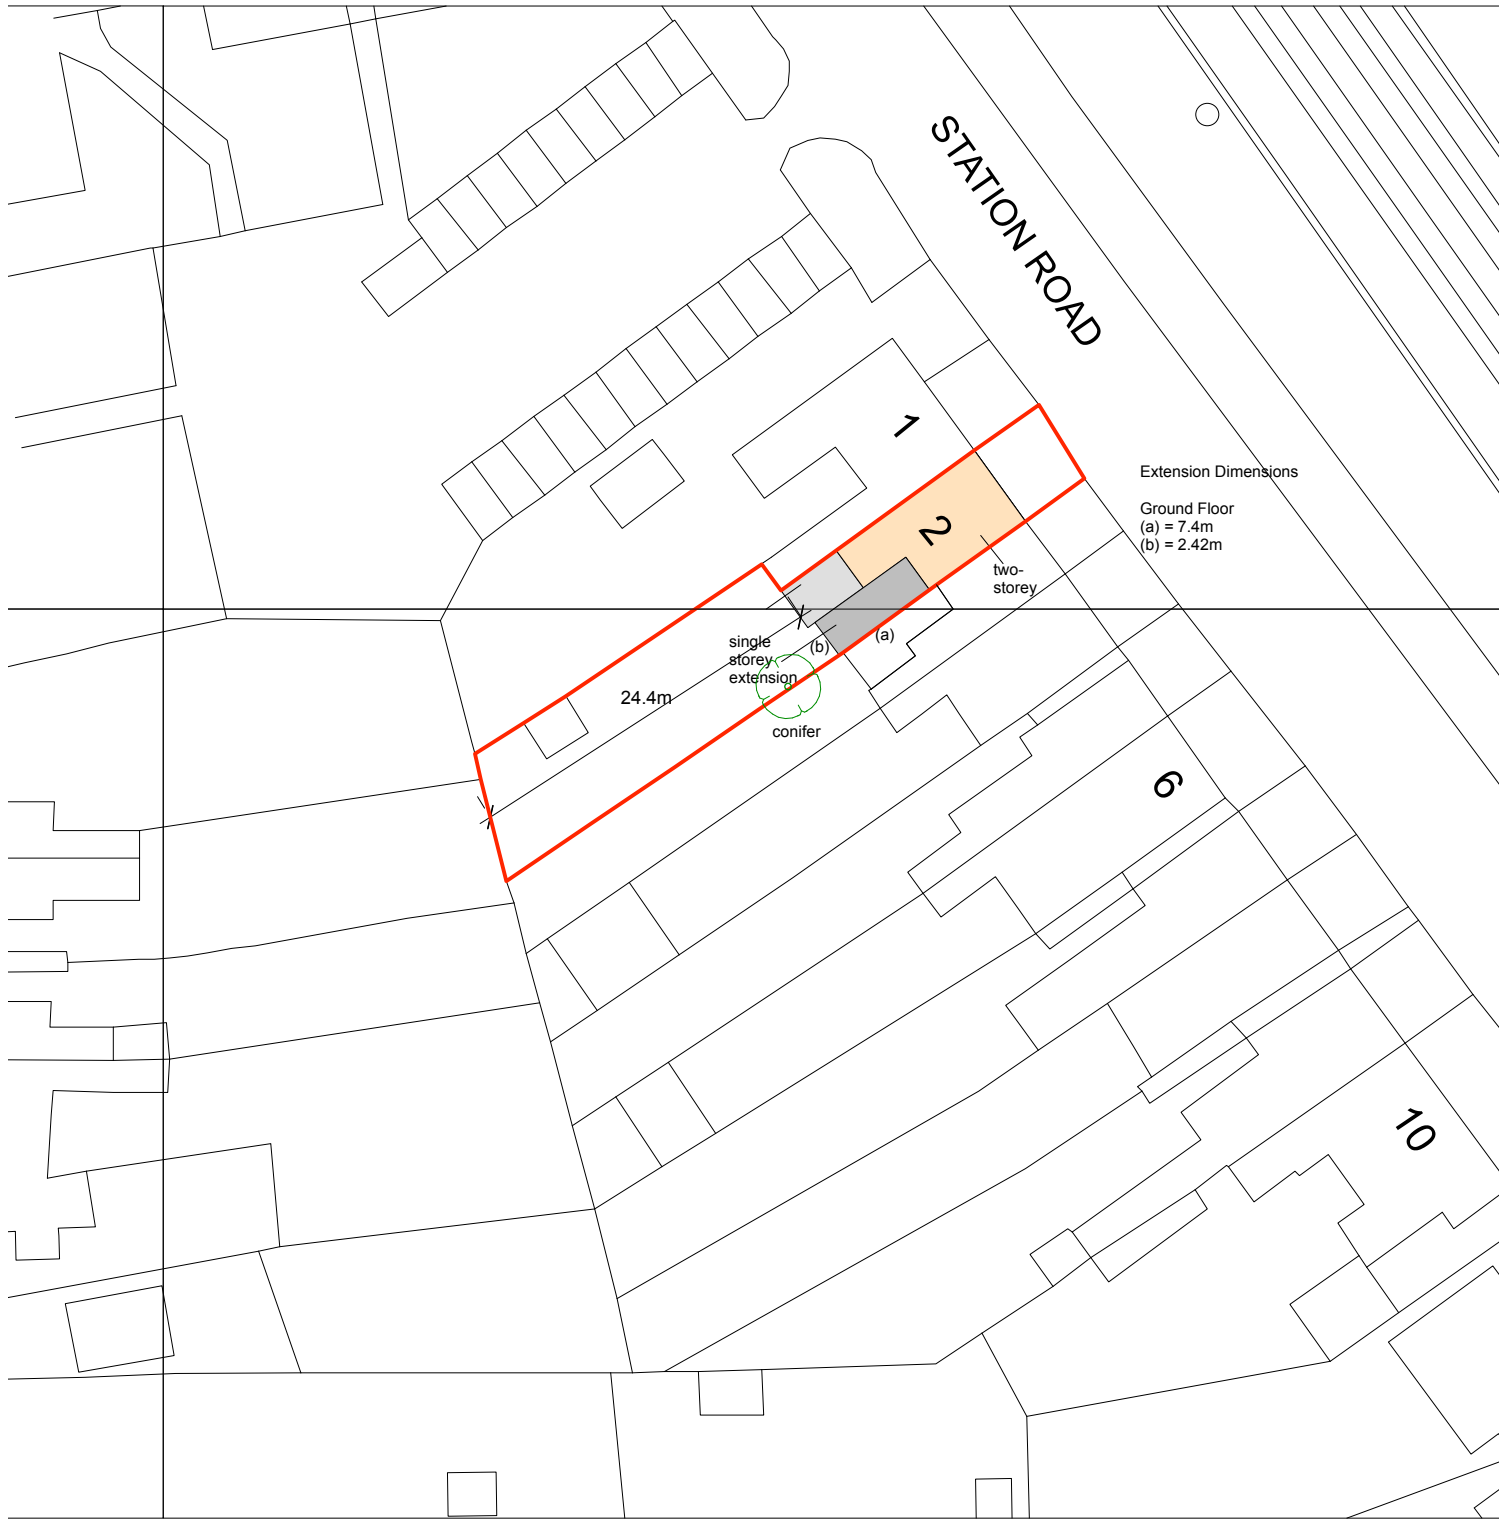 STATION ROAD
1
Extension Dimensions
Ground Floor
(a) = 7.4m
(b) = 2.42m
2
two-
storey
single
storey
extension
(b)
(a)
24.4m
conifer
6
10